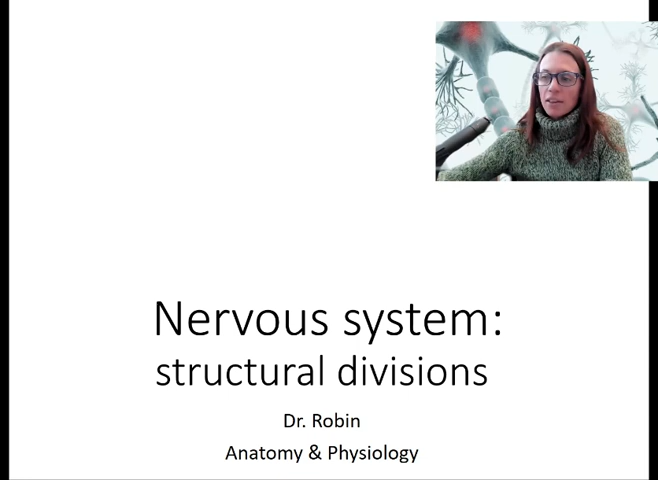 Nervous system:
structural divisions
Dr. Robin
Anatomy & Physiology